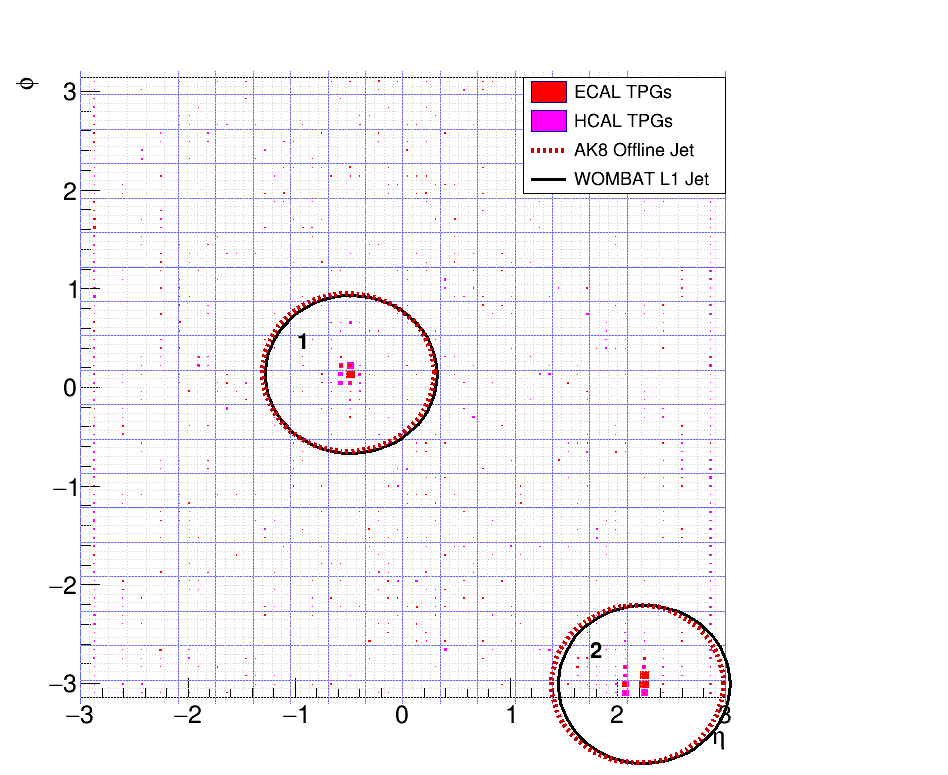 ϕ
3
2
1
0
−1
−2
−3
ECAL TPGs
HCAL TPGs
AK8 Offline Jet
WOMBAT L1 Jet
1
2
−3 −2 −1 0 1 2 3
η